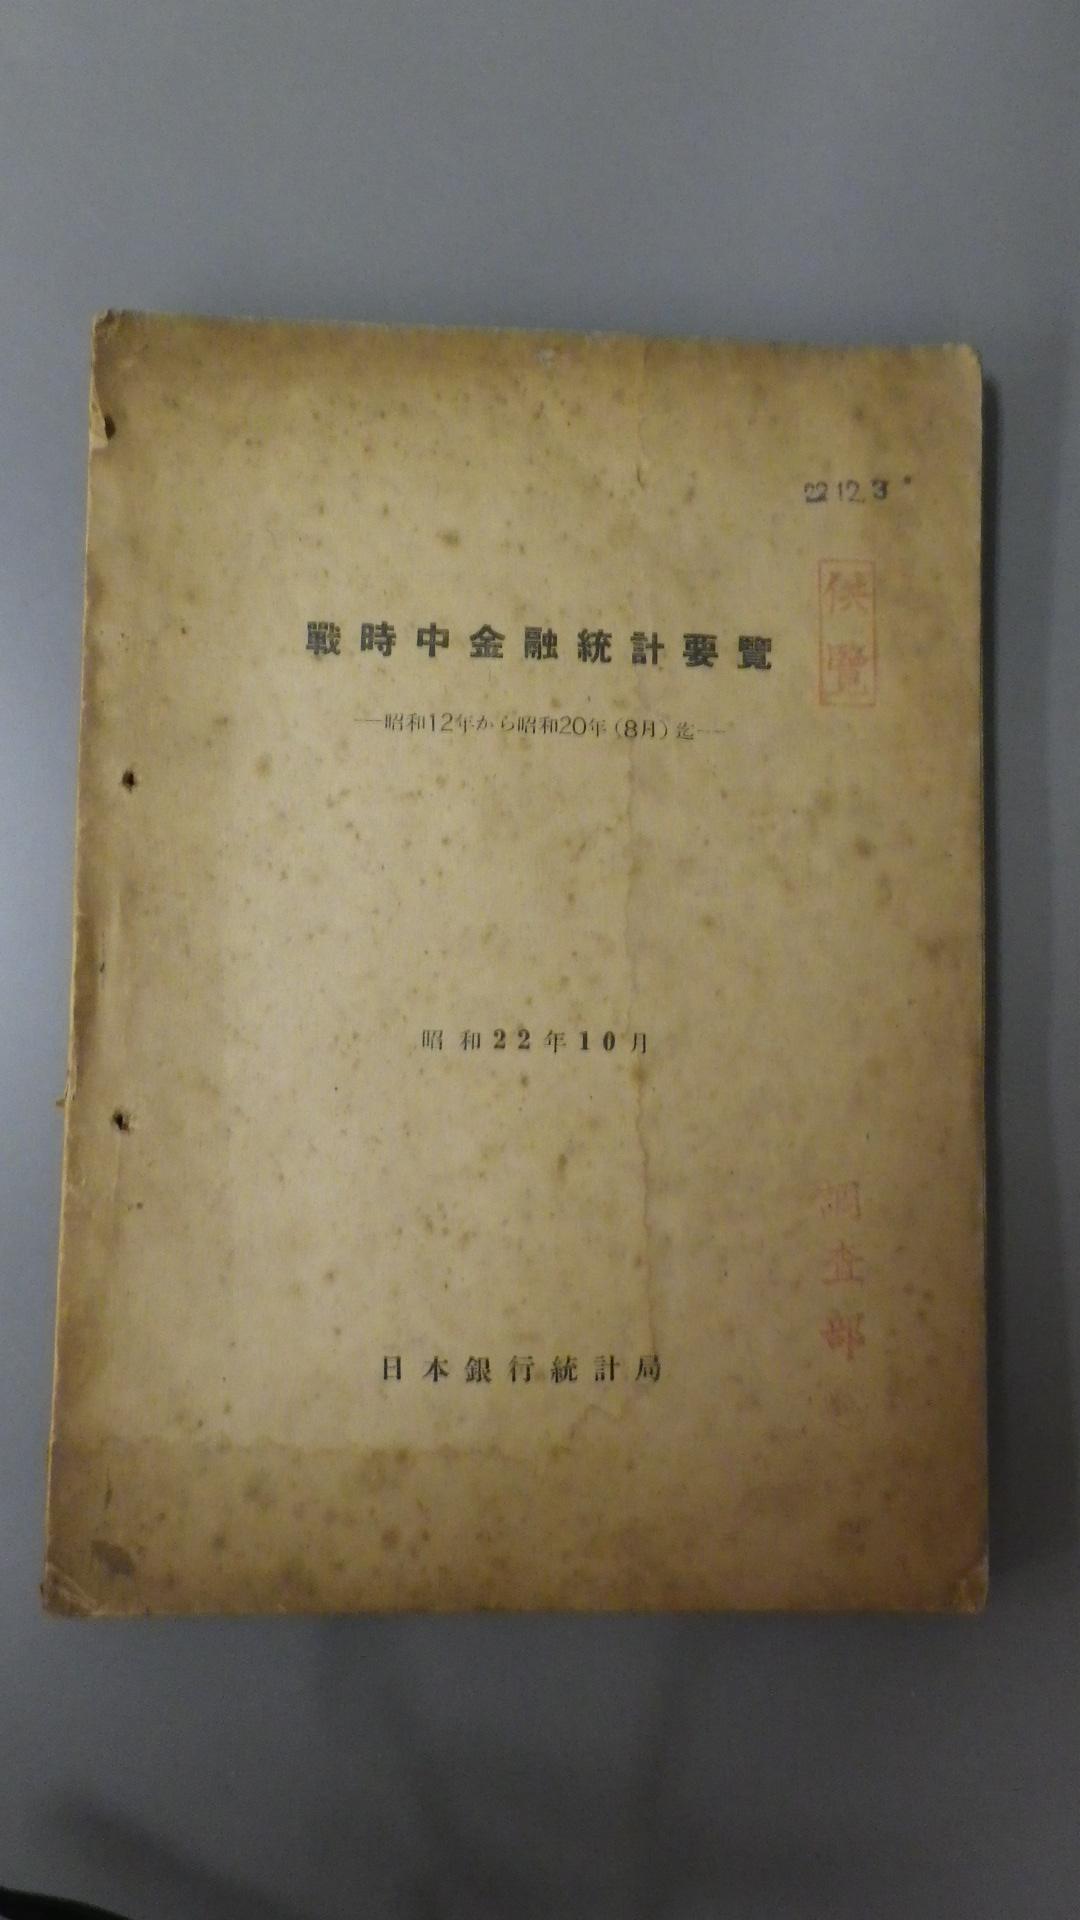 22.12.3
供覽
戰時中金融統計要覽
—昭和12年から昭和20年(8月)迄—
昭和22年10月
調査部
日本銀行統計局